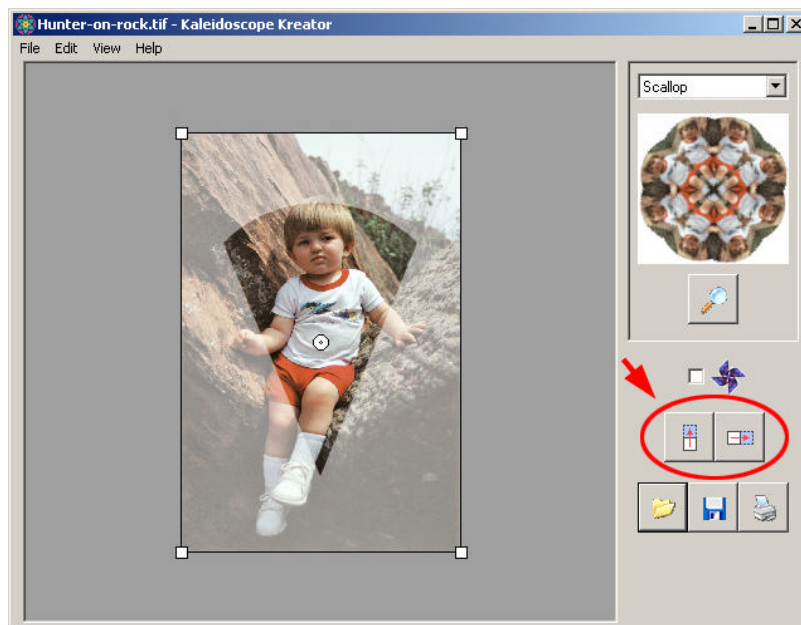 Hunter-on-rock.tif - Kaleidoscope Kreator
File Edit View Help
Scallop